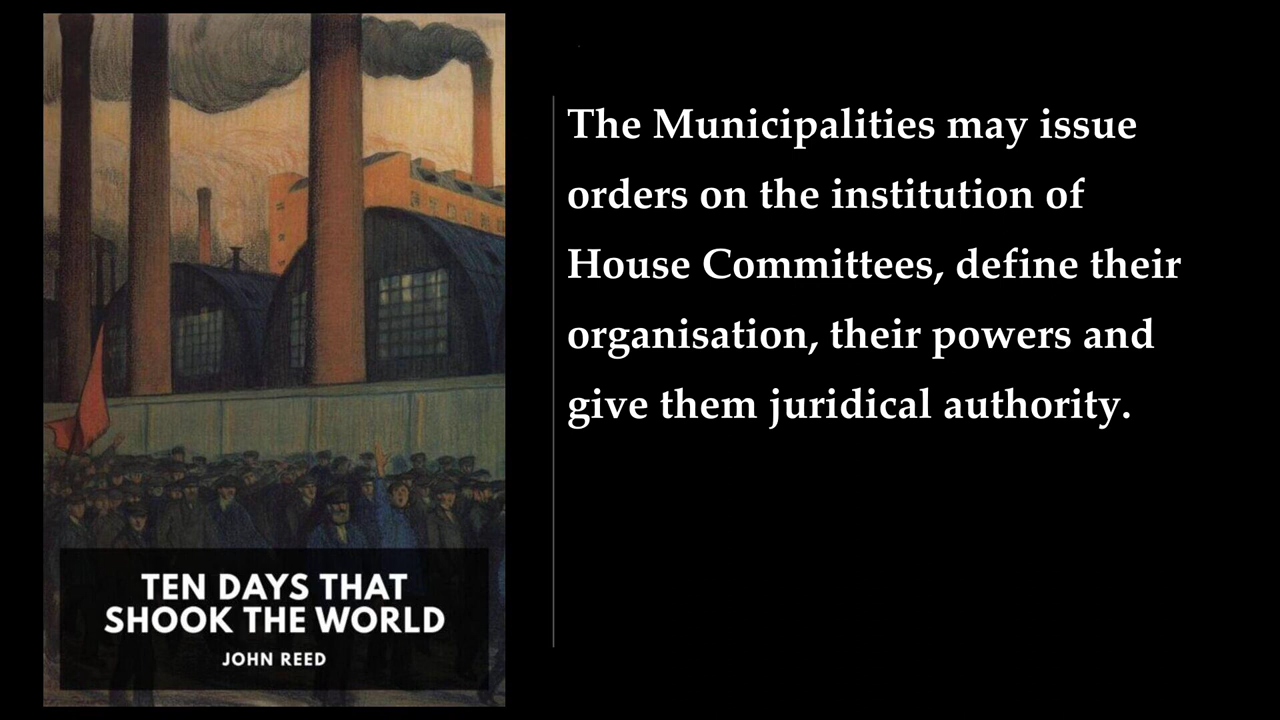 The Municipalities may issue
orders on the institution of
House Committees, define their
organisation, their powers and
give them juridical authority.
TEN DAYS THAT
SHOOK THE WORLD
JOHN REED